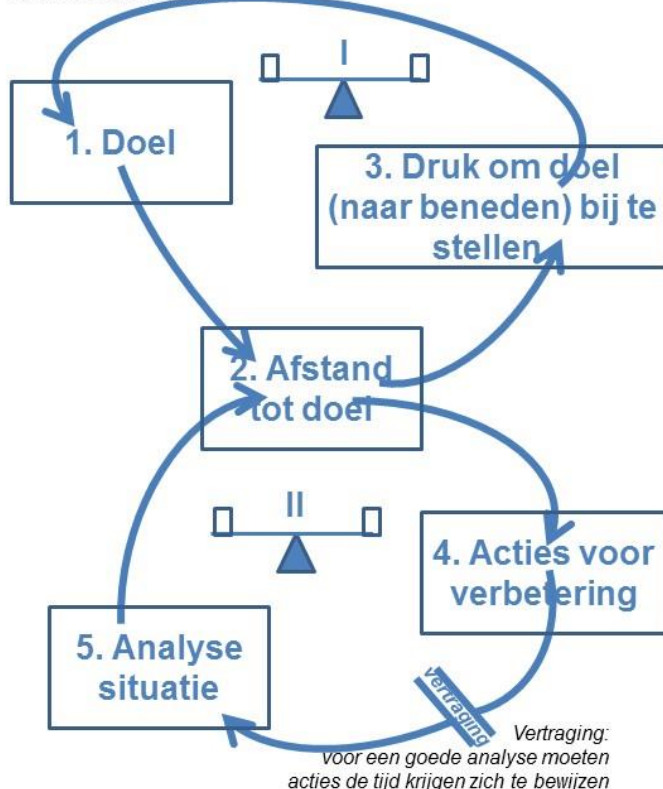 I
1. Doel
3. Druk om doel
(naar beneden) bij te
stellen
2. Afstand
tot doel
II
4. Acties voor
verbetering
5. Analyse
situatie
vertraging
Vertraging:
voor een goede analyse moeten
acties de tijd krijgen zich te bewijzen